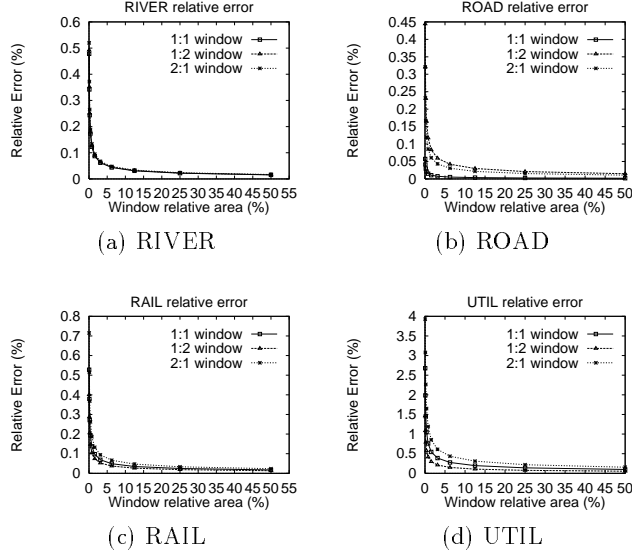 RIVER relative error
0.6
0.5
0.4
0.3
0.2
0.1
0
Relative Error (%)
1:1 window
1:2 window
2:1 window
0 5 10 15 20 25 30 35 40 45 50 55
Window relative area (%)
(a) RIVER
ROAD relative error
0.45
0.4
0.35
0.3
0.25
0.2
0.15
0.1
0.05
0
Relative Error (%)
1:1 window
1:2 window
2:1 window
0 5 10 15 20 25 30 35 40 45 50
Window relative area (%)
(b) ROAD
RAIL relative error
0.8
0.7
0.6
0.5
0.4
0.3
0.2
0.1
0
Relative Error (%)
1:1 window
1:2 window
2:1 window
0 5 10 15 20 25 30 35 40 45 50 55
Window relative area (%)
(c) RAIL
UTIL relative error
4
3.5
3
2.5
2
1.5
1
0.5
0
Relative Error (%)
1:1 window
1:2 window
2:1 window
0 5 10 15 20 25 30 35 40 45 50
Window relative area (%)
(d) UTIL